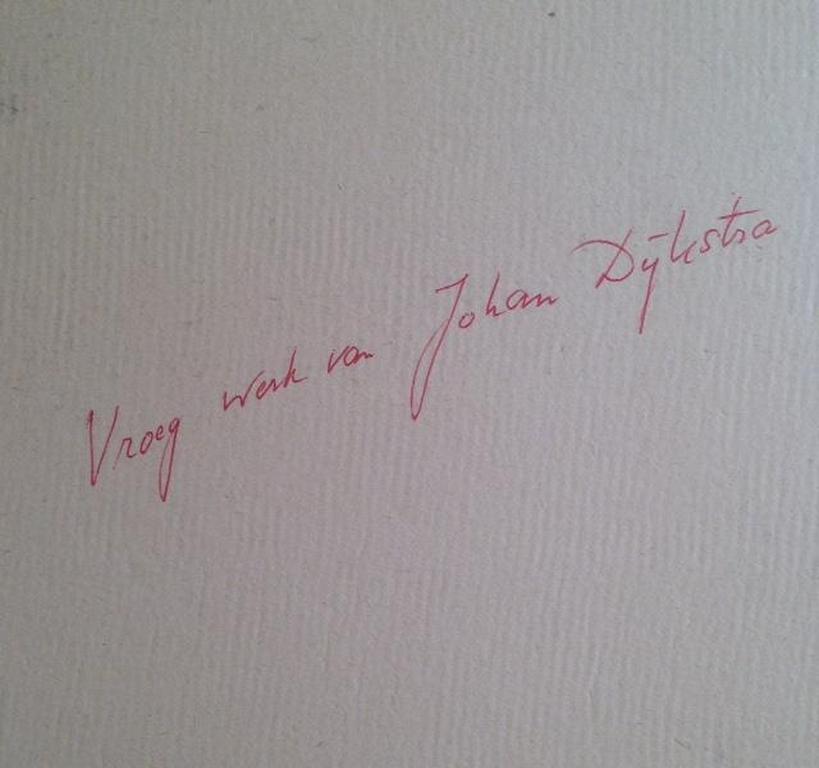 Vroeg werk van Johan Dijkstra